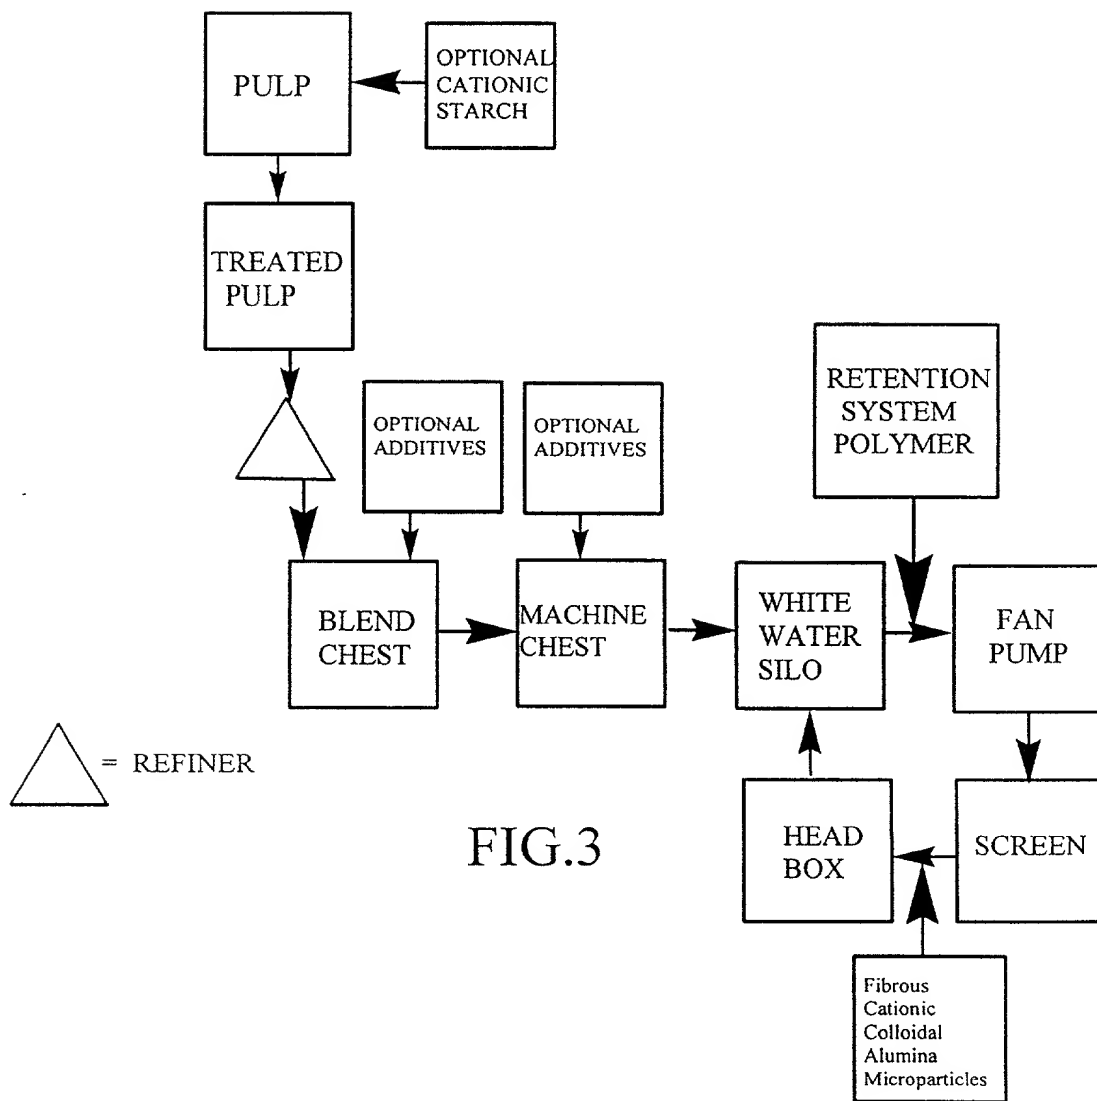 PULP
OPTIONAL
CATIONIC
STARCH
TREATED
PULP
OPTIONAL
ADDITIVES
OPTIONAL
ADDITIVES
RETENTION
SYSTEM
POLYMER
BLEND
CHEST
MACHINE
CHEST
WHITE
WATER
SILO
FAN
PUMP
= REFINER
HEAD
BOX
SCREEN
FIG.3
Fibrous
Cationic
Colloidal
Alumina
Microparticles